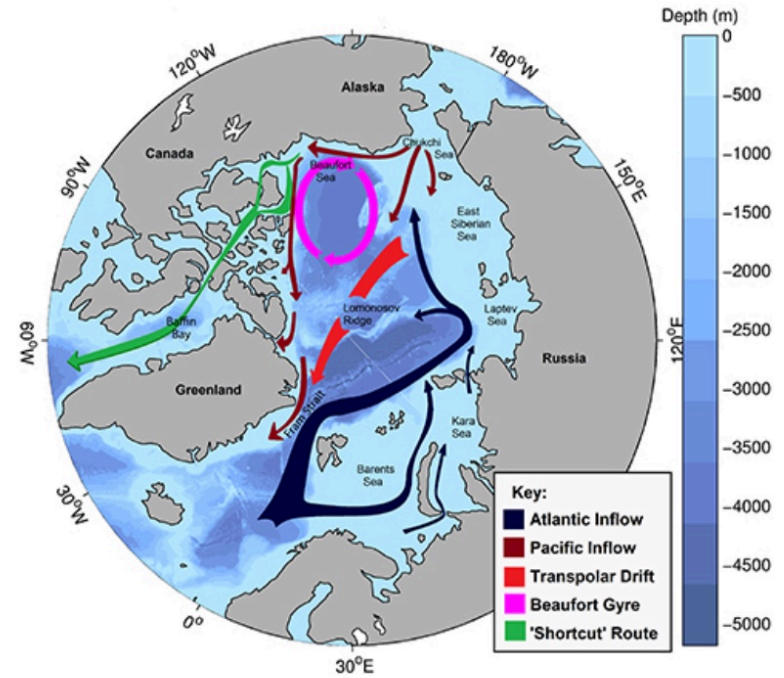 Depth (m)
0
−500
−1000
−1500
−2000
−2500
−3000
−3500
−4000
−4500
−5000
120°W
180°W
150°E
90°W
60°W
120°E
30°W
0°
30°E
Alaska
Canada
Chukchi
Sea
Beaufort
Sea
East
Siberian
Sea
Lomonosov
Ridge
Laptev
Sea
Baffin
Bay
Russia
Greenland
Fram Strait
Kara
Sea
Barents
Sea
Key:
Atlantic Inflow
Pacific Inflow
Transpolar Drift
Beaufort Gyre
'Shortcut' Route